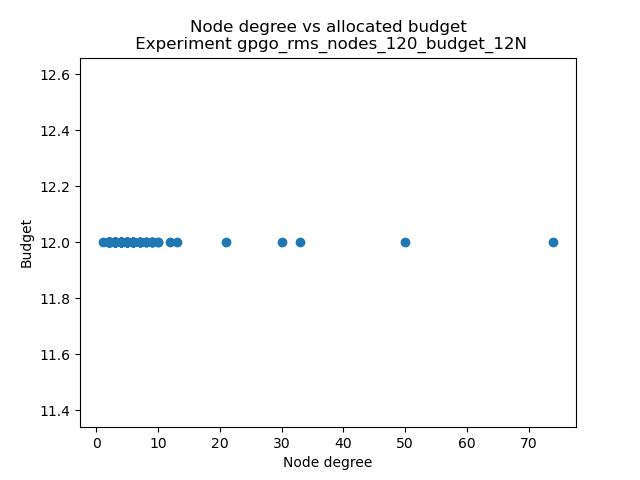 Node degree vs allocated budget
Experiment gpgo_rms_nodes_120_budget_12N
12.6
12.4
12.2
12.0
11.8
11.6
11.4
Budget
0 10 20 30 40 50 60 70
Node degree